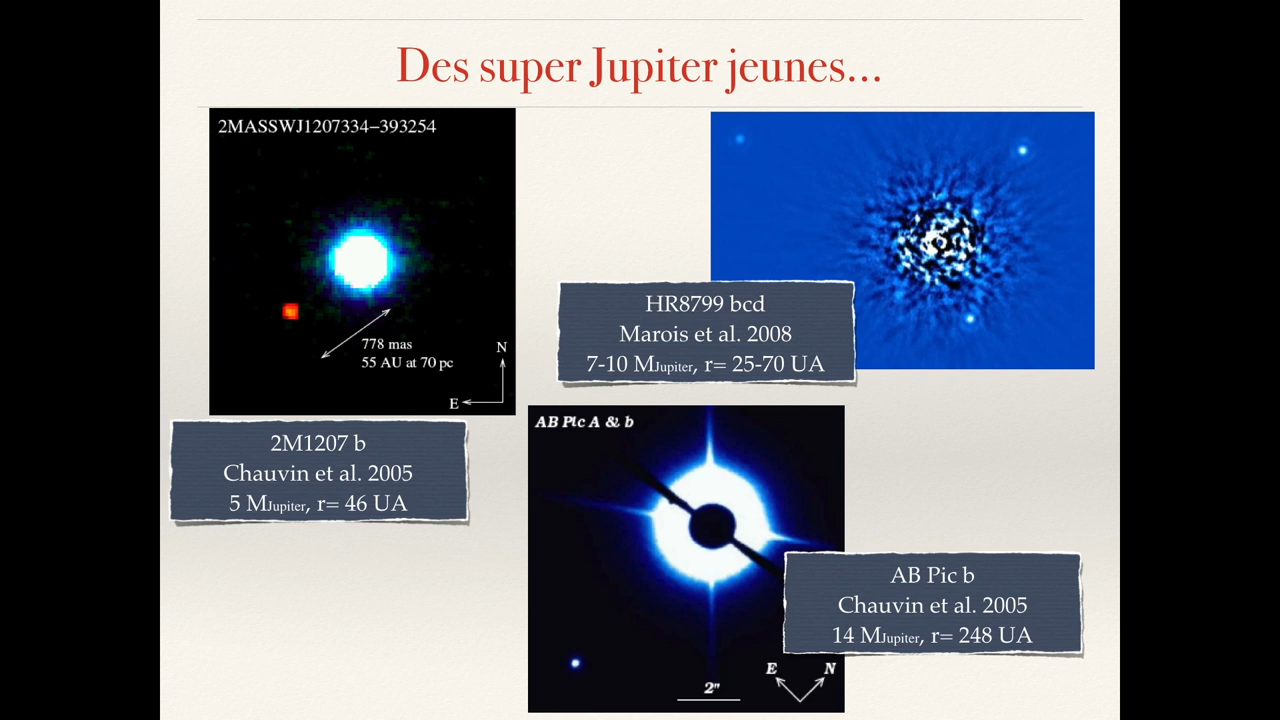 Des super Jupiter jeunes...
2MASSWJ1207334−393254
778 mas
55 AU at 70 pc
N
E
2M1207 b
Chauvin et al. 2005
5 MJupiter, r= 46 UA
HR8799 bcd
Marois et al. 2008
7-10 MJupiter, r= 25-70 UA
AB Pic A & b
2"
E N
AB Pic b
Chauvin et al. 2005
14 MJupiter, r= 248 UA